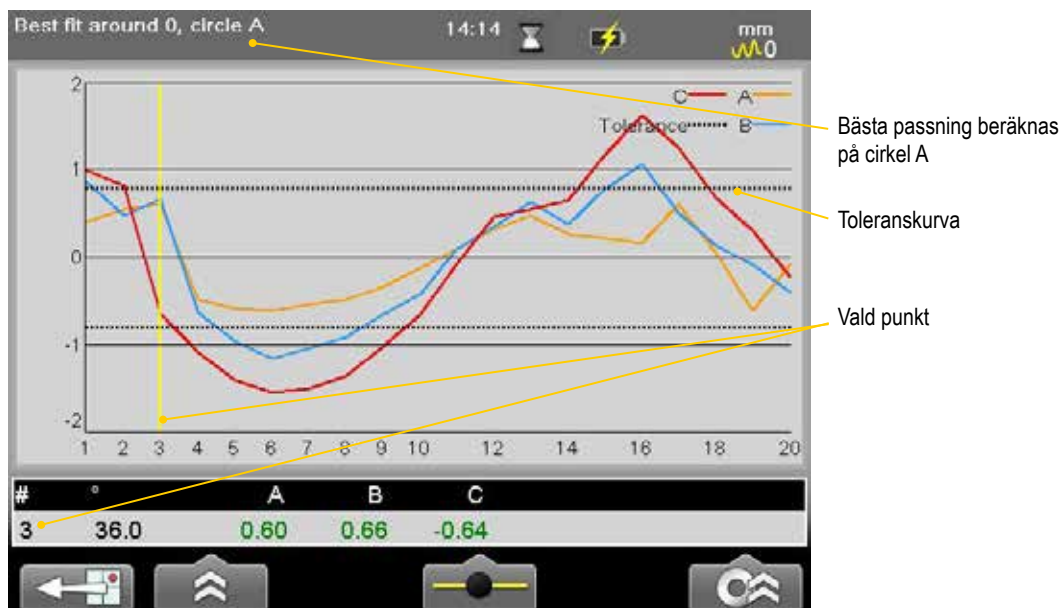 Best fit around 0, circle A
14:14
mm
0
2
1
0
-1
-2
C A
Tolerance B
1 2 3 4 5 6 7 8 9 10 12 14 16 18 20
# ° A B C
3 36.0 0.60 0.66 -0.64
Bästa passning beräknas
på cirkel A
Toleranskurva
Vald punkt